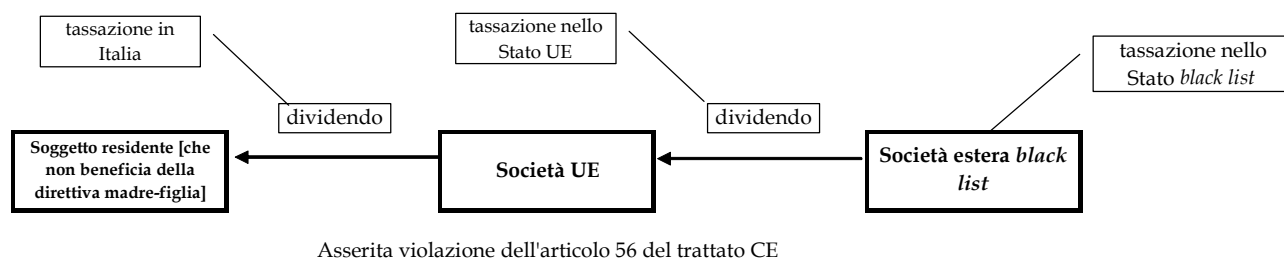 tassazione in
Italia
tassazione nello
Stato UE
tassazione nello
Stato black list
dividendo
dividendo
Soggetto residente [che
non beneficia della
direttiva madre-figlia]
Società UE
Società estera black
list
Asserita violazione dell'articolo 56 del trattato CE